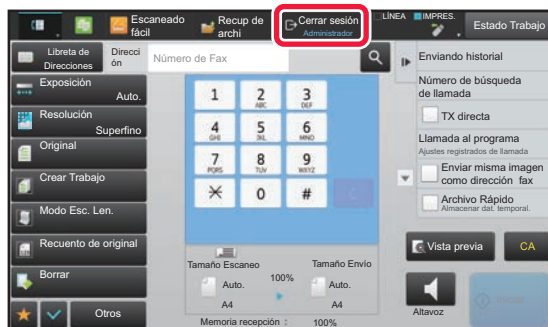 Escaneado
fácil
Recup de
archi
Cerrar sesión
Administrador
LÍNEA
IMPRES.
Estado Trabajo
Libreta de
Direcciones
Direcci
ón
Número de Fax
Exposición
Auto.
Resolución
Superfino
Original
Crear Trabajo
Modo Esc. Len.
Recuento de original
Borrar
Otros
1
2
ABC
3
DEF
4
GHI
5
JKL
6
MNO
7
PQRS
8
TUV
9
WXYZ
0
#
C
Tamaño Escaneo
Tamaño Envío
100%
Auto.
Auto.
A4
A4
Memoria recepción : 100%
Enviando historial
Número de búsqueda
de llamada
TX directa
Llamada al programa
Ajustes registrados de llamada
Enviar misma imagen
como dirección fax
Archivo Rápido
Almacenar dat. temporal.
Vista previa
CA
Altavoz
Iniciar